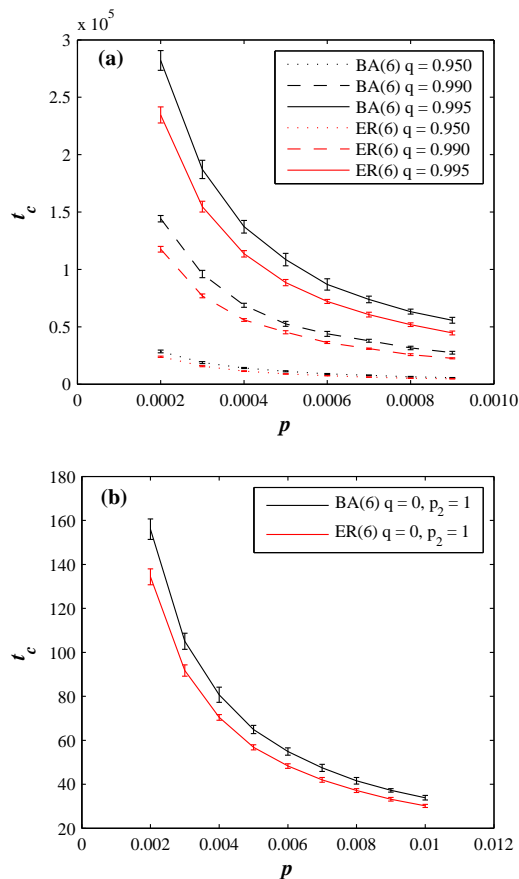 x 10^5
3
2.5
2
1.5
1
0.5
0
t_c
(a)
BA(6) q = 0.950
BA(6) q = 0.990
BA(6) q = 0.995
ER(6) q = 0.950
ER(6) q = 0.990
ER(6) q = 0.995
0 0.0002 0.0004 0.0006 0.0008 0.0010
p
180
160
140
120
100
80
60
40
20
t_c
(b)
BA(6) q = 0, p_2 = 1
ER(6) q = 0, p_2 = 1
0 0.002 0.004 0.006 0.008 0.01 0.012
p